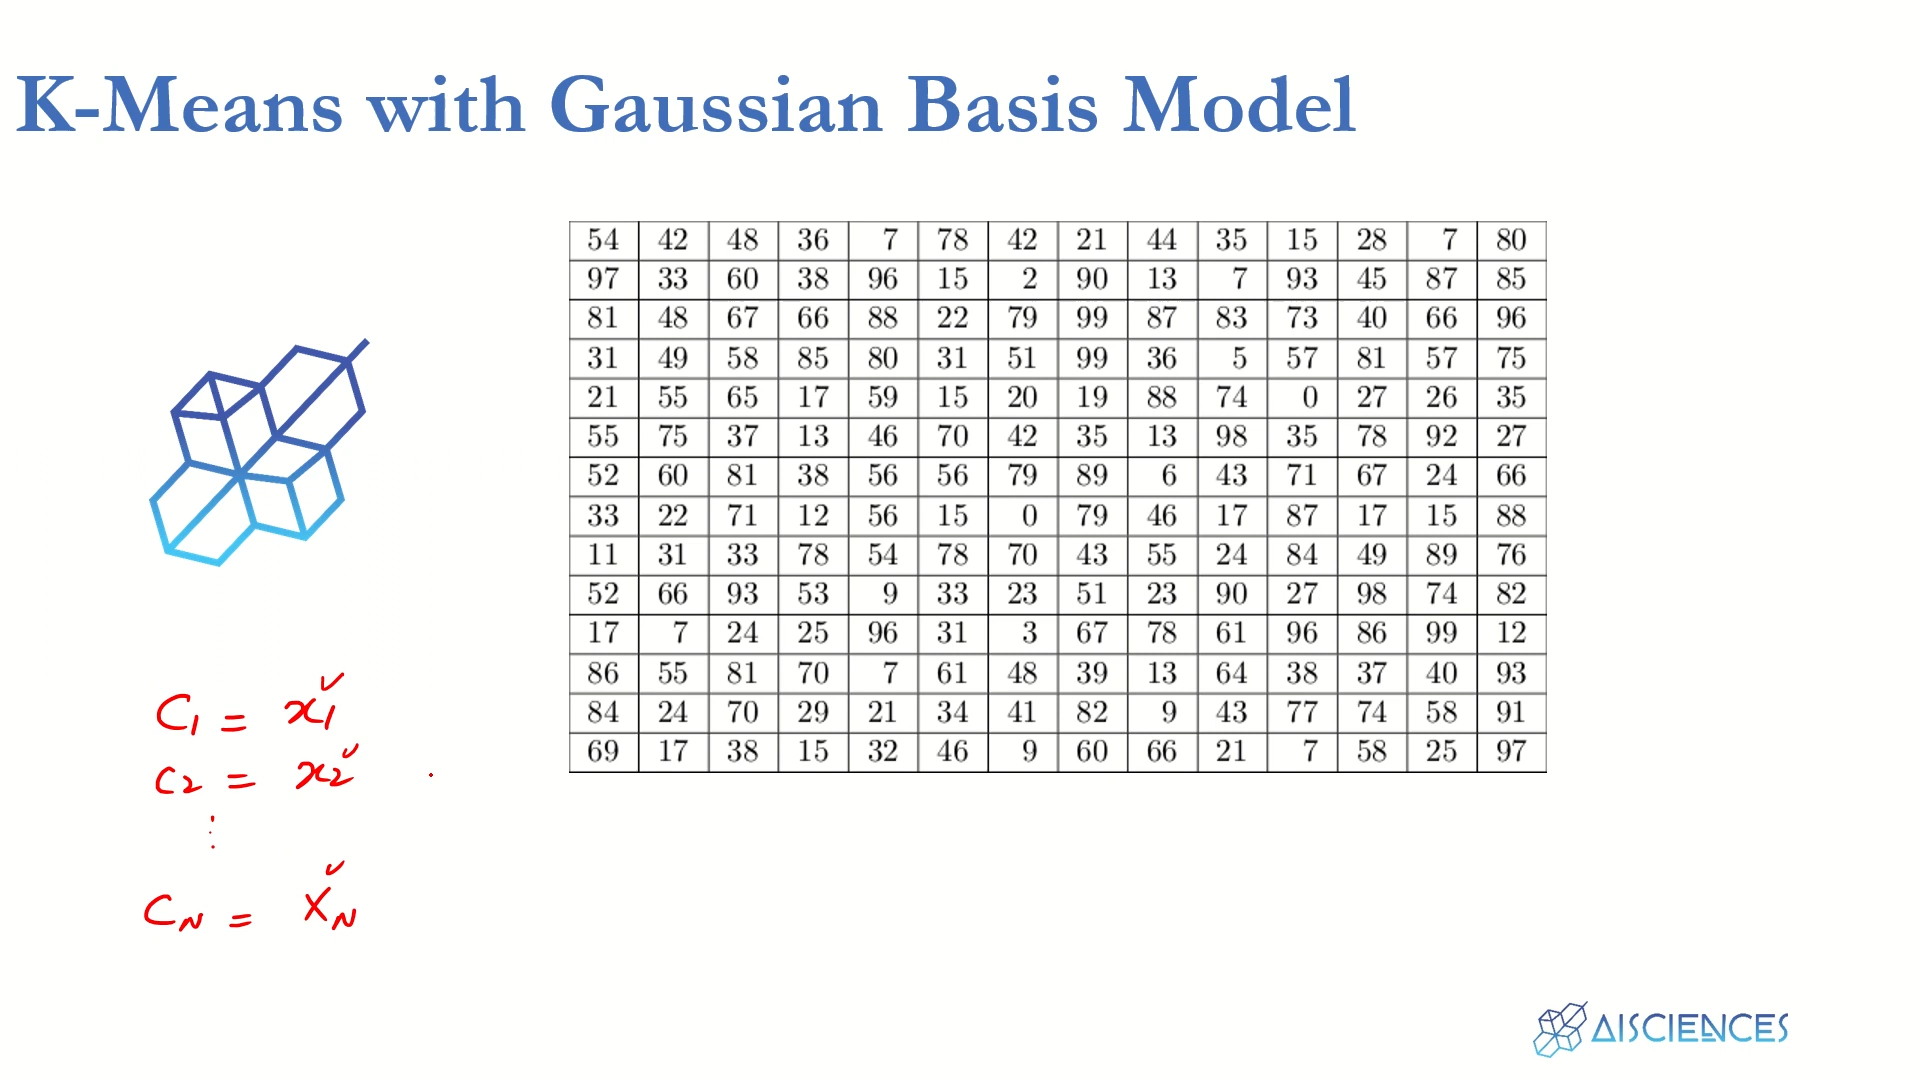 K-Means with Gaussian Basis Model
54 42 48 36 7 78 42 21 44 35 15 28 7 80
97 33 60 38 96 15 2 90 13 7 93 45 87 85
81 48 67 66 88 22 79 99 87 83 73 40 66 96
31 49 58 85 80 31 51 99 36 5 57 81 57 75
21 55 65 17 59 15 20 19 88 74 0 27 26 35
55 75 37 13 46 70 42 35 13 98 35 78 92 27
52 60 81 38 56 56 79 89 6 43 71 67 24 66
33 22 71 12 56 15 0 79 46 17 87 17 15 88
11 31 33 78 54 78 70 43 55 24 84 49 89 76
52 66 93 53 9 33 23 51 23 90 27 98 74 82
17 7 24 25 96 31 3 67 78 61 96 86 99 12
86 55 81 70 7 61 48 39 13 64 38 37 40 93
84 24 70 29 21 34 41 82 9 43 77 74 58 91
69 17 38 15 32 46 9 60 66 21 7 58 25 97
C1 = x1
C2 = x2
⋮
CN = XN
AISCIENCES